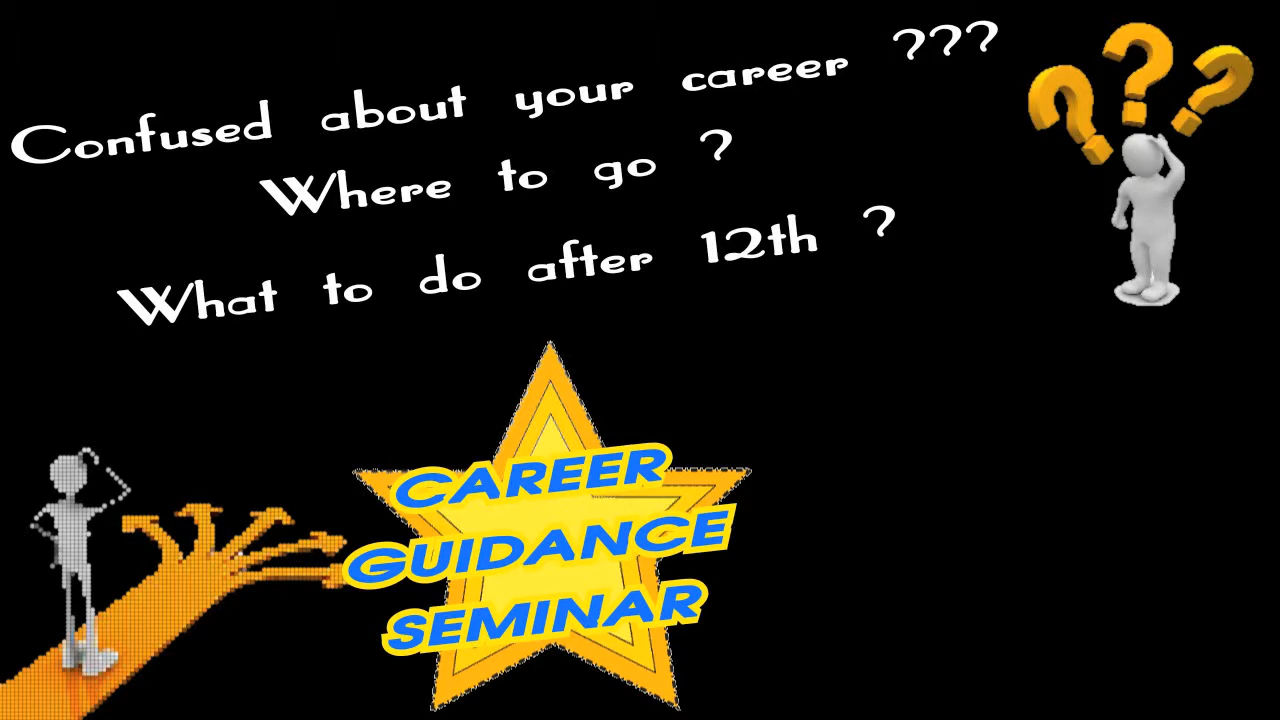 Confused about your career ???
Where to go ?
What to do after 12th ?
CAREER
GUIDANCE
SEMINAR